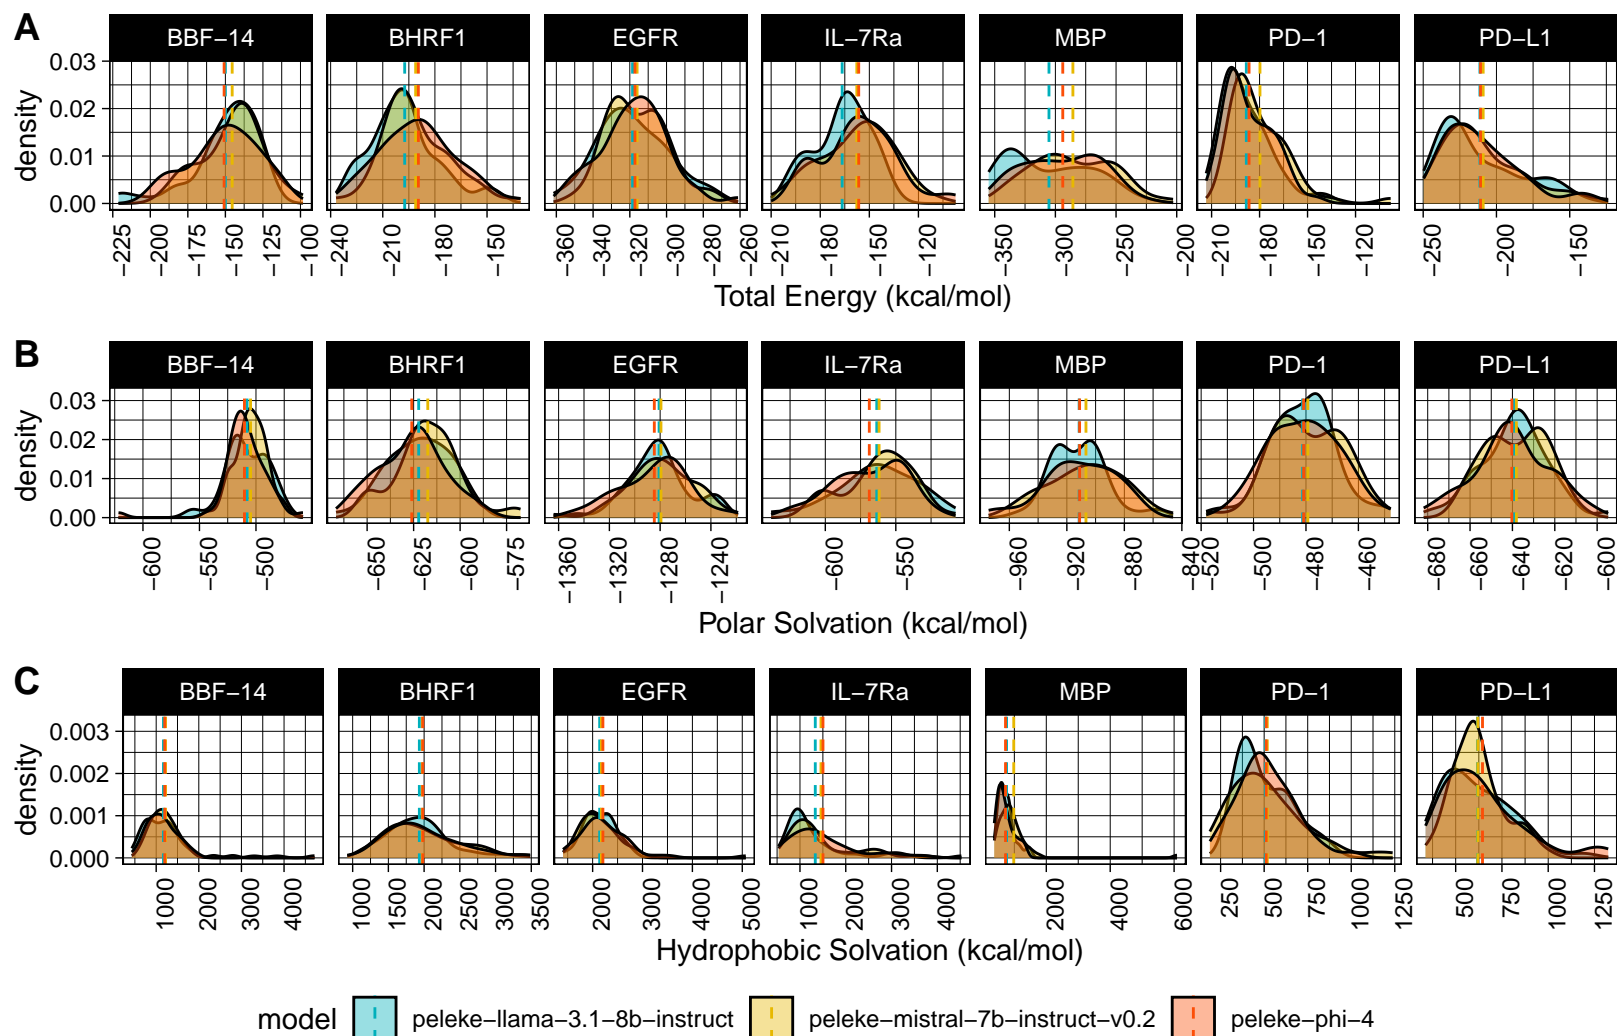 A
BBF−14 BHRF1 EGFR IL−7Ra MBP PD−1 PD−L1
density
0.03
0.02
0.01
0.00
−225 −200 −175 −150 −125 −100 −240 −210 −180 −150 −360 −340 −320 −300 −280 −260 −210 −180 −150 −120 −350 −300 −250 −200 −210 −180 −150 −120 −250 −200 −150
Total Energy (kcal/mol)
B
BBF−14 BHRF1 EGFR IL−7Ra MBP PD−1 PD−L1
density
0.03
0.02
0.01
0.00
−600 −550 −500 −650 −625 −600 −575 −1360 −1320 −1280 −1240 −600 −550 −960 −920 −880 −840 −520 −500 −480 −460 −680 −660 −640 −620 −600
Polar Solvation (kcal/mol)
C
BBF−14 BHRF1 EGFR IL−7Ra MBP PD−1 PD−L1
density
0.003
0.002
0.001
0.000
1000 2000 3000 4000 1000 1500 2000 2500 3000 3500 2000 3000 4000 5000 1000 2000 3000 4000 2000 4000 6000 250 500 750 1000 1250 500 750 1000 1250
Hydrophobic Solvation (kcal/mol)
model peleke−llama−3.1−8b−instruct peleke−mistral−7b−instruct−v0.2 peleke−phi−4